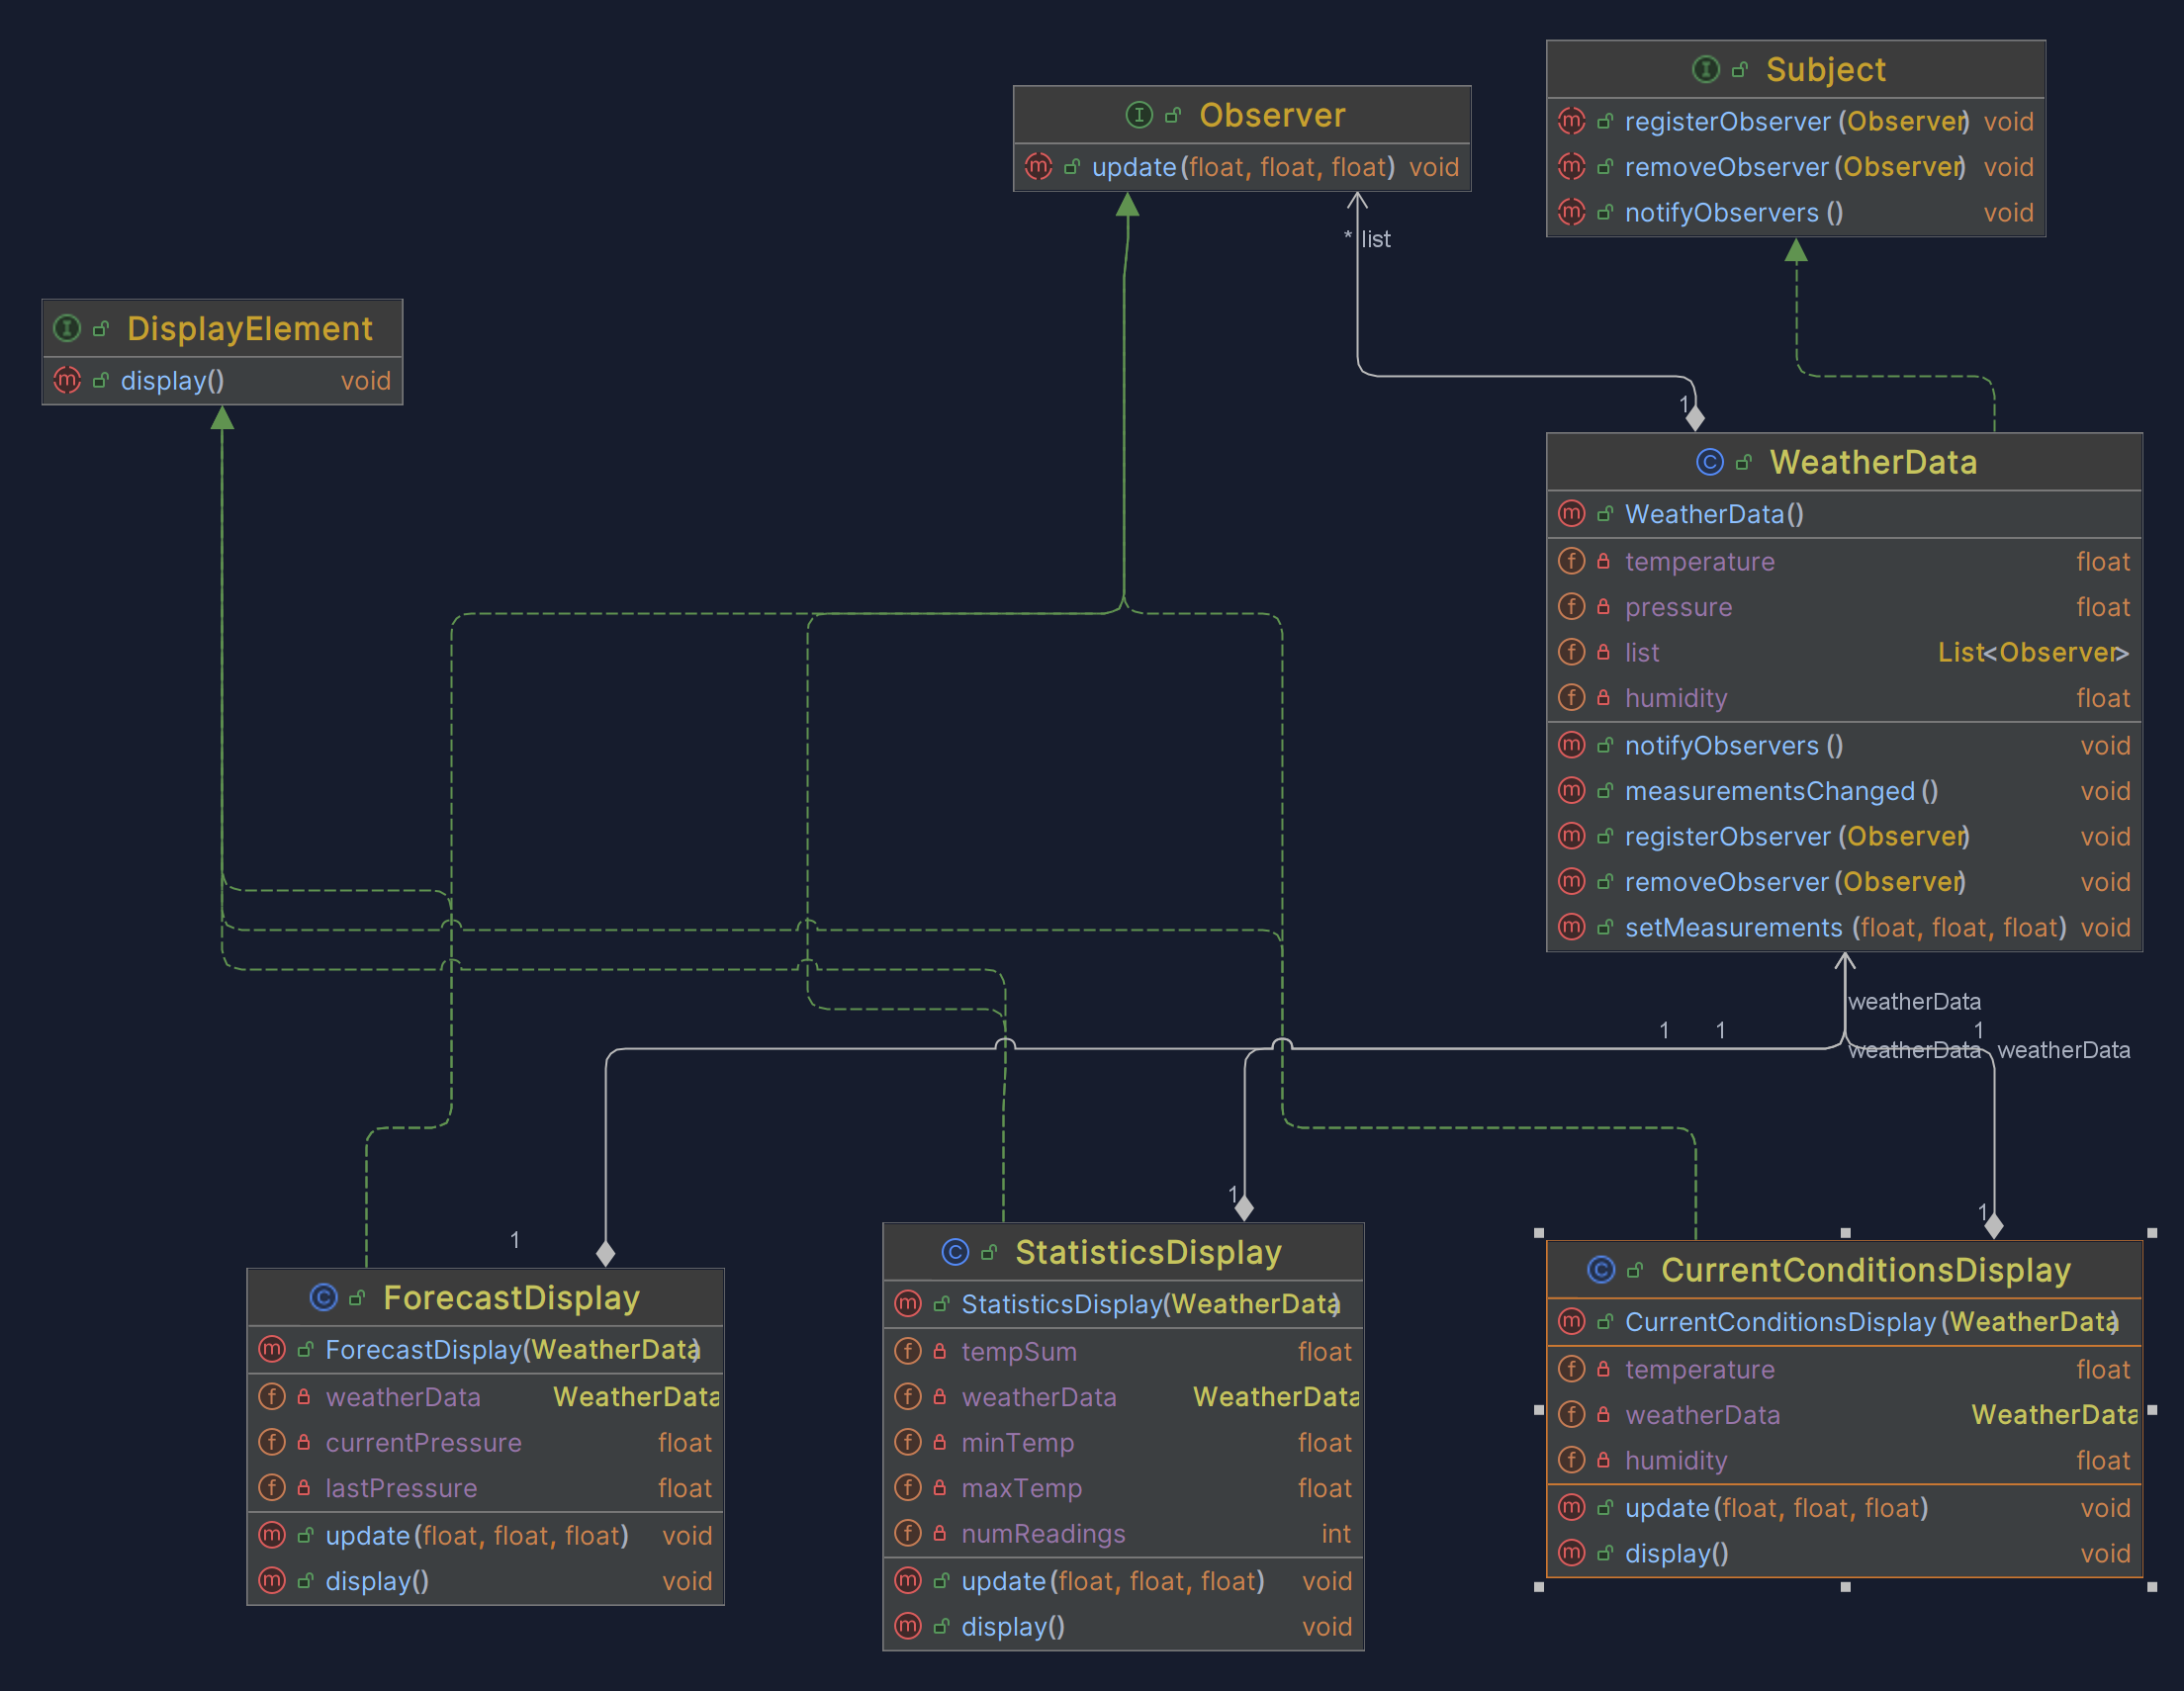 Subject
registerObserver (Observer) void
removeObserver (Observer) void
notifyObservers () void
Observer
update(float, float, float) void
* list
DisplayElement
display() void
1
WeatherData
WeatherData()
temperature float
pressure float
list List<Observer>
humidity float
notifyObservers () void
measurementsChanged () void
registerObserver (Observer) void
removeObserver (Observer) void
setMeasurements (float, float, float) void
weatherData
1 1 1
weatherData weatherData
1
1
1
ForecastDisplay
ForecastDisplay(WeatherData)
weatherData WeatherData
currentPressure float
lastPressure float
update(float, float, float) void
display() void
StatisticsDisplay
StatisticsDisplay(WeatherData)
tempSum float
weatherData WeatherData
minTemp float
maxTemp float
numReadings int
update(float, float, float) void
display() void
CurrentConditionsDisplay
CurrentConditionsDisplay (WeatherData)
temperature float
weatherData WeatherData
humidity float
update(float, float, float) void
display() void